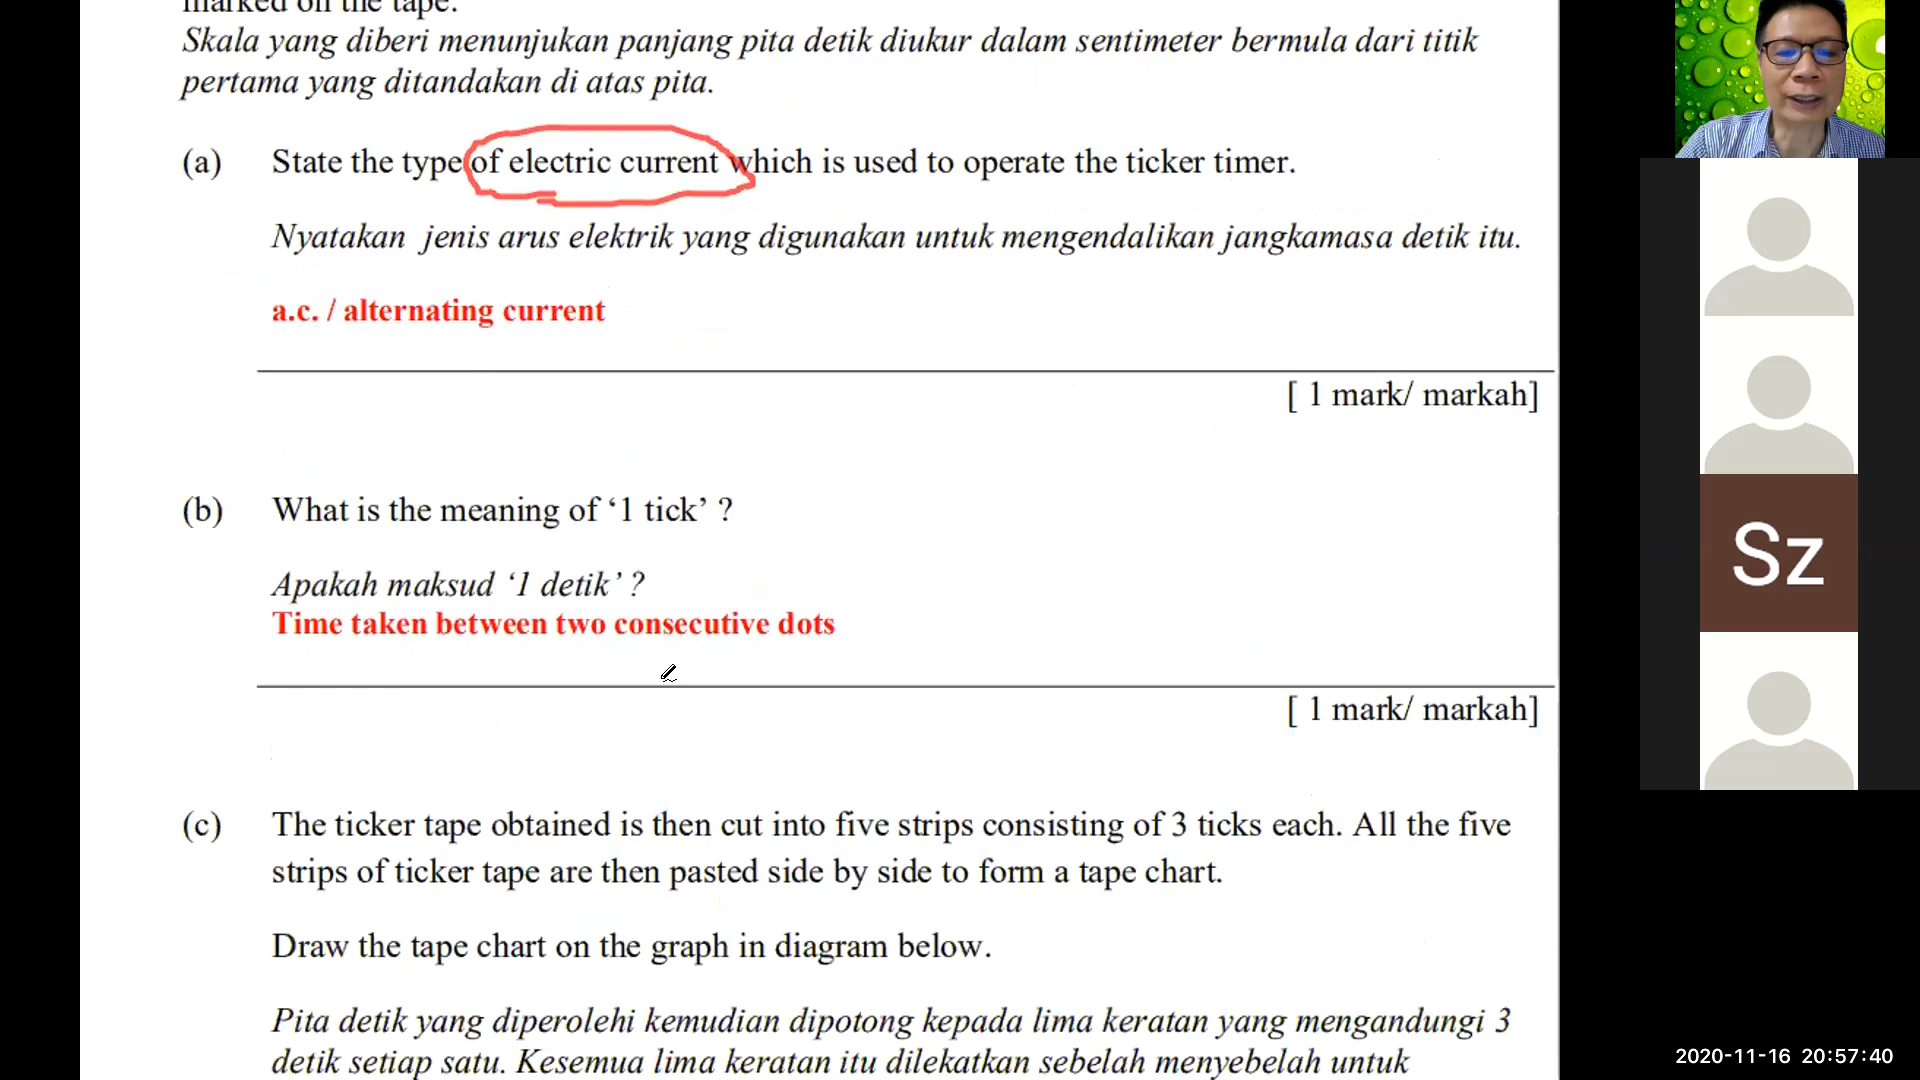 marked on the tape.
Skala yang diberi menunjukan panjang pita detik diukur dalam sentimeter bermula dari titik
pertama yang ditandakan di atas pita.
(a) State the type of electric current which is used to operate the ticker timer.
Nyatakan jenis arus elektrik yang digunakan untuk mengendalikan jangkamasa detik itu.
a.c. / alternating current
[ 1 mark/ markah]
(b) What is the meaning of ‘1 tick’ ?
Apakah maksud ‘1 detik’ ?
Time taken between two consecutive dots
[ 1 mark/ markah]
(c) The ticker tape obtained is then cut into five strips consisting of 3 ticks each. All the five
strips of ticker tape are then pasted side by side to form a tape chart.
Draw the tape chart on the graph in diagram below.
Pita detik yang diperolehi kemudian dipotong kepada lima keratan yang mengandungi 3
detik setiap satu. Kesemua lima keratan itu dilekatkan sebelah menyebelah untuk
Sz
2020-11-16 20:57:40